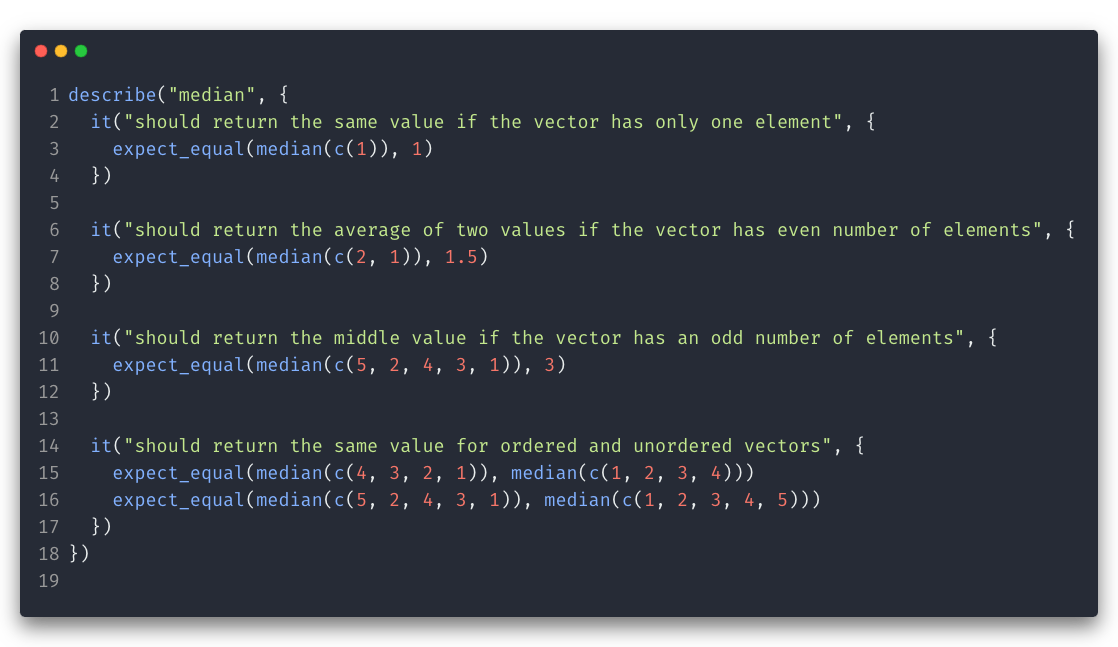 1 describe("median", {
2   it("should return the same value if the vector has only one element", {
3     expect_equal(median(c(1)), 1)
4   })
5
6   it("should return the average of two values if the vector has even number of elements", {
7     expect_equal(median(c(2, 1)), 1.5)
8   })
9
10   it("should return the middle value if the vector has an odd number of elements", {
11     expect_equal(median(c(5, 2, 4, 3, 1)), 3)
12   })
13
14   it("should return the same value for ordered and unordered vectors", {
15     expect_equal(median(c(4, 3, 2, 1)), median(c(1, 2, 3, 4)))
16     expect_equal(median(c(5, 2, 4, 3, 1)), median(c(1, 2, 3, 4, 5)))
17   })
18 })
19